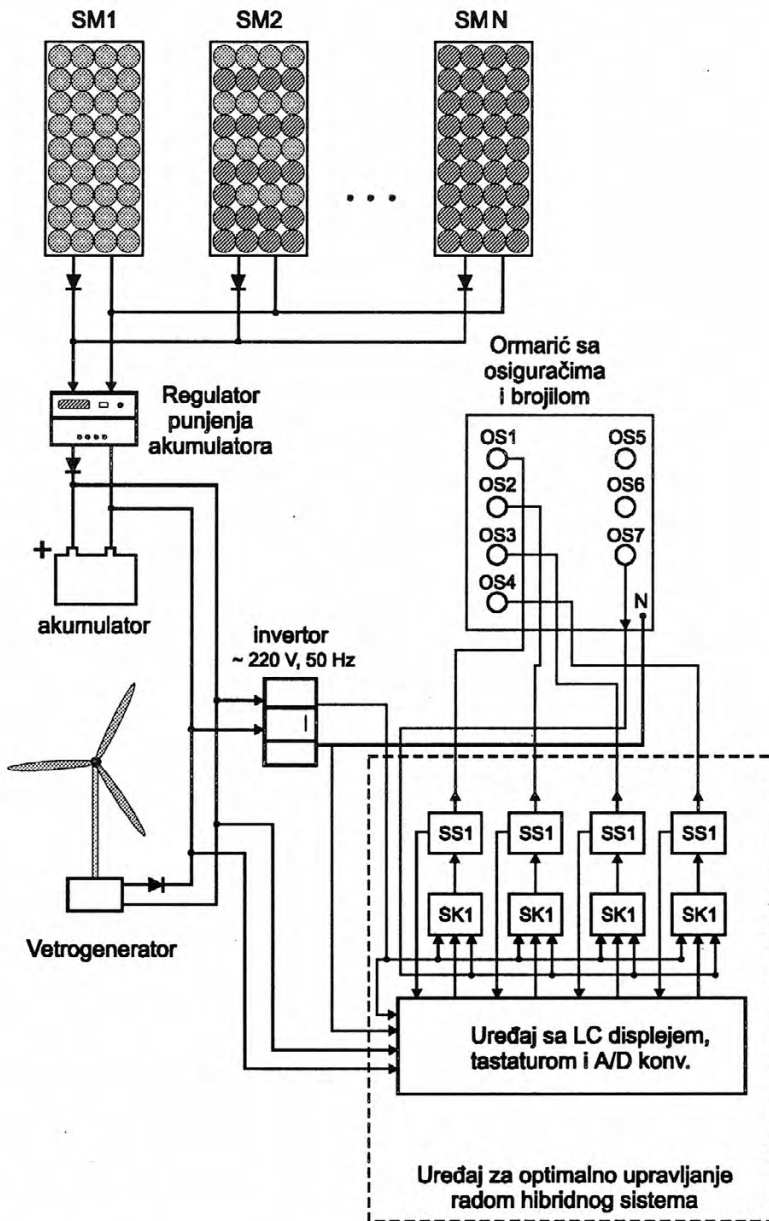 SM1
SM2
SM N
. . .
Regulator
punjenja
akumulatora
Ormarić sa
osiguračima
i brojilom
OS1
OS5
OS2
OS6
OS3
OS7
OS4
N
+
akumulator
invertor
~ 220 V, 50 Hz
Vetrogenerator
SS1
SS1
SS1
SS1
SK1
SK1
SK1
SK1
Uređaj sa LC displejem,
tastaturom i A/D konv.
Uređaj za optimalno upravljanje
radom hibridnog sistema